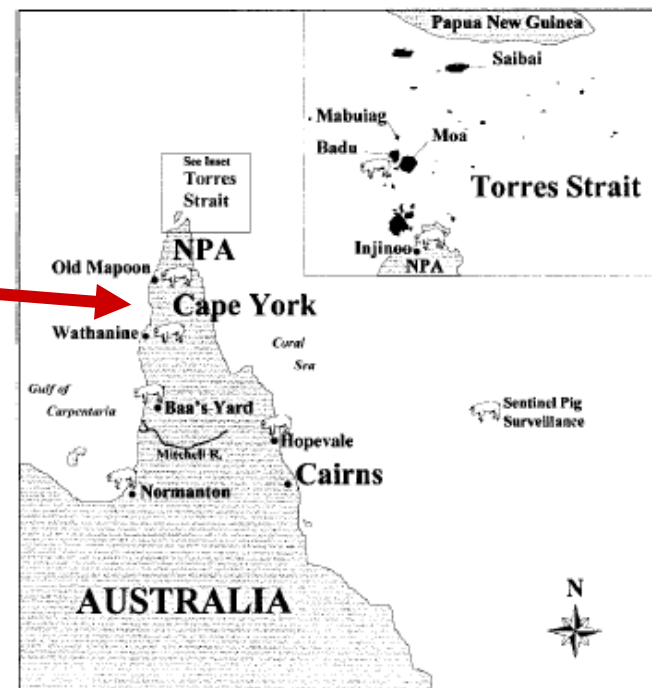 Papua New Guinea
Saibai
Mabuiag
Moa
Badu
Torres Strait
Injinoo
NPA
See Inset
Torres
Strait
NPA
Old Mapoon
Cape York
Wathanine
Coral
Sea
Gulf of
Carpentaria
Baa's Yard
Sentinel Pig
Surveillance
Hopevale
Mitchell R.
Cairns
Normanton
N
AUSTRALIA